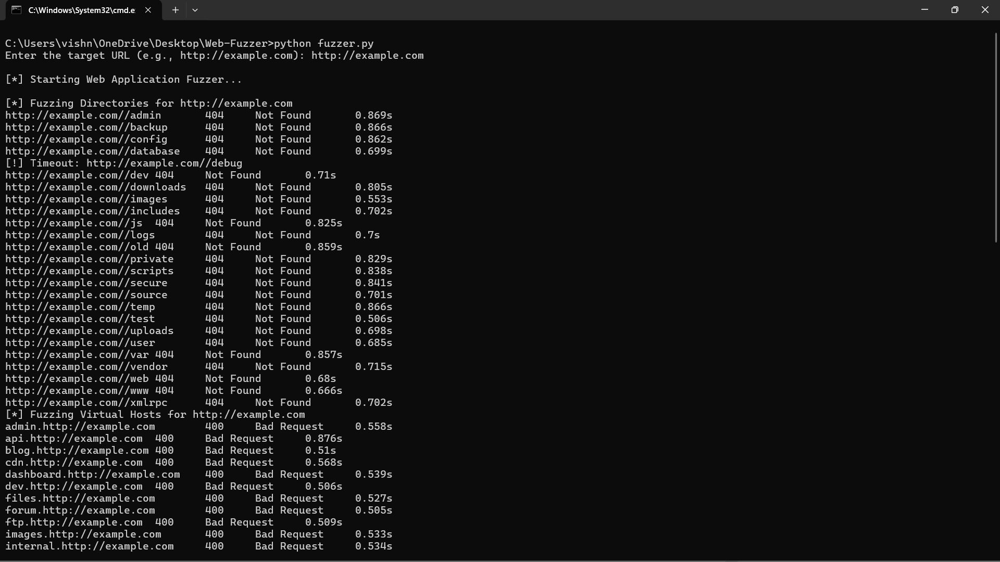 C:\Windows\System32\cmd.e
C:\Users\vishn\OneDrive\Desktop\Web-Fuzzer>python fuzzer.py
Enter the target URL (e.g., http://example.com): http://example.com
[*] Starting Web Application Fuzzer...
[*] Fuzzing Directories for http://example.com
http://example.com//admin 404 Not Found 0.869s
http://example.com//backup 404 Not Found 0.866s
http://example.com//config 404 Not Found 0.862s
http://example.com//database 404 Not Found 0.699s
[!] Timeout: http://example.com//debug
http://example.com//dev 404 Not Found 0.71s
http://example.com//downloads 404 Not Found 0.805s
http://example.com//images 404 Not Found 0.553s
http://example.com//includes 404 Not Found 0.702s
http://example.com//js 404 Not Found 0.825s
http://example.com//logs 404 Not Found 0.7s
http://example.com//old 404 Not Found 0.859s
http://example.com//private 404 Not Found 0.829s
http://example.com//scripts 404 Not Found 0.838s
http://example.com//secure 404 Not Found 0.841s
http://example.com//source 404 Not Found 0.701s
http://example.com//temp 404 Not Found 0.866s
http://example.com//test 404 Not Found 0.506s
http://example.com//uploads 404 Not Found 0.698s
http://example.com//user 404 Not Found 0.685s
http://example.com//var 404 Not Found 0.857s
http://example.com//vendor 404 Not Found 0.715s
http://example.com//web 404 Not Found 0.68s
http://example.com//www 404 Not Found 0.666s
http://example.com//xmlrpc 404 Not Found 0.702s
[*] Fuzzing Virtual Hosts for http://example.com
admin.http://example.com 400 Bad Request 0.558s
api.http://example.com 400 Bad Request 0.876s
blog.http://example.com 400 Bad Request 0.51s
cdn.http://example.com 400 Bad Request 0.568s
dashboard.http://example.com 400 Bad Request 0.539s
dev.http://example.com 400 Bad Request 0.506s
files.http://example.com 400 Bad Request 0.527s
forum.http://example.com 400 Bad Request 0.505s
ftp.http://example.com 400 Bad Request 0.509s
images.http://example.com 400 Bad Request 0.533s
internal.http://example.com 400 Bad Request 0.534s